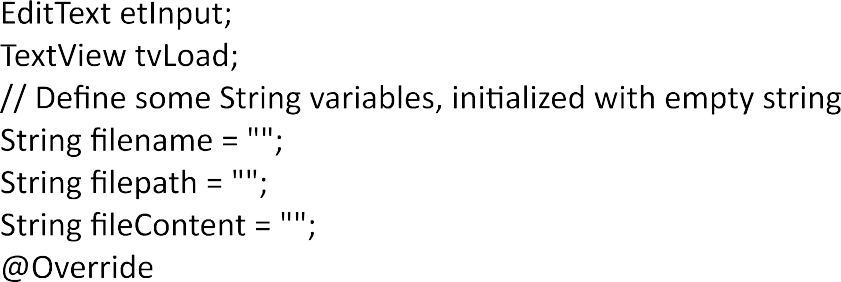 EditText etInput;
TextView tvLoad;
// Define some String variables, initialized with empty string
String filename = "";
String filepath = "";
String fileContent = "";
@Override